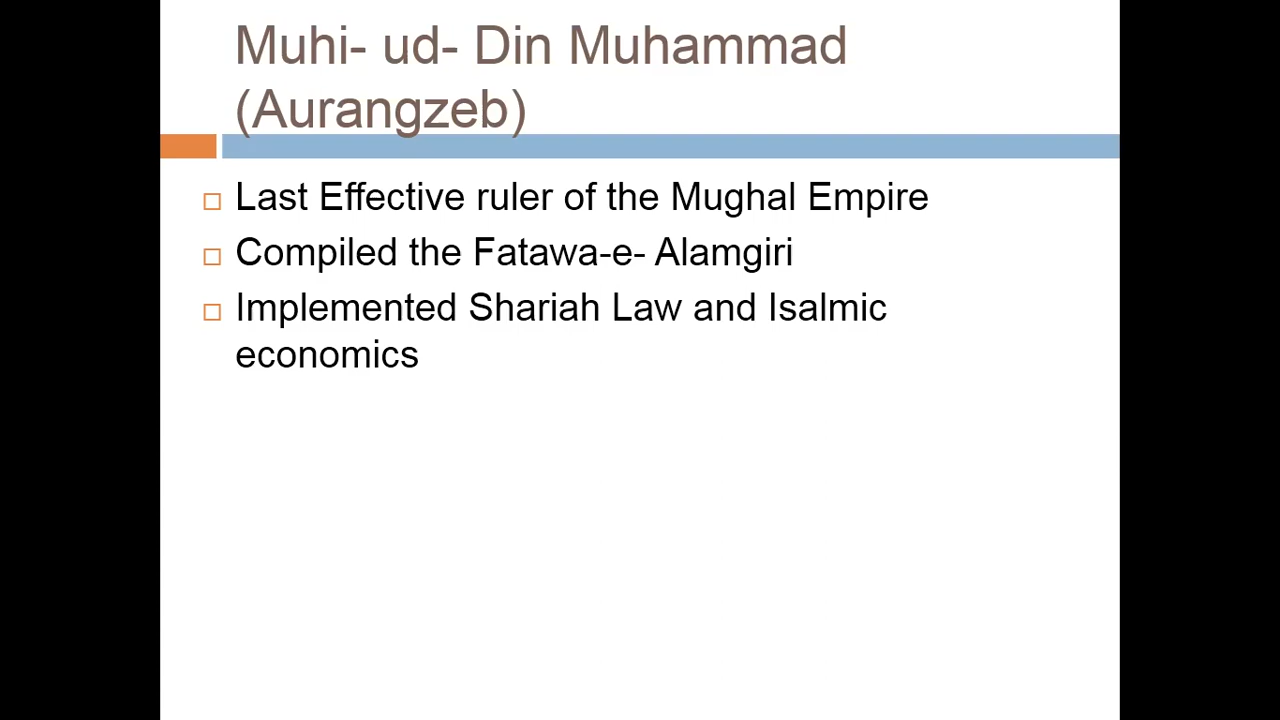 Muhi- ud- Din Muhammad
(Aurangzeb)
Last Effective ruler of the Mughal Empire
Compiled the Fatawa-e- Alamgiri
Implemented Shariah Law and Isalmic
economics